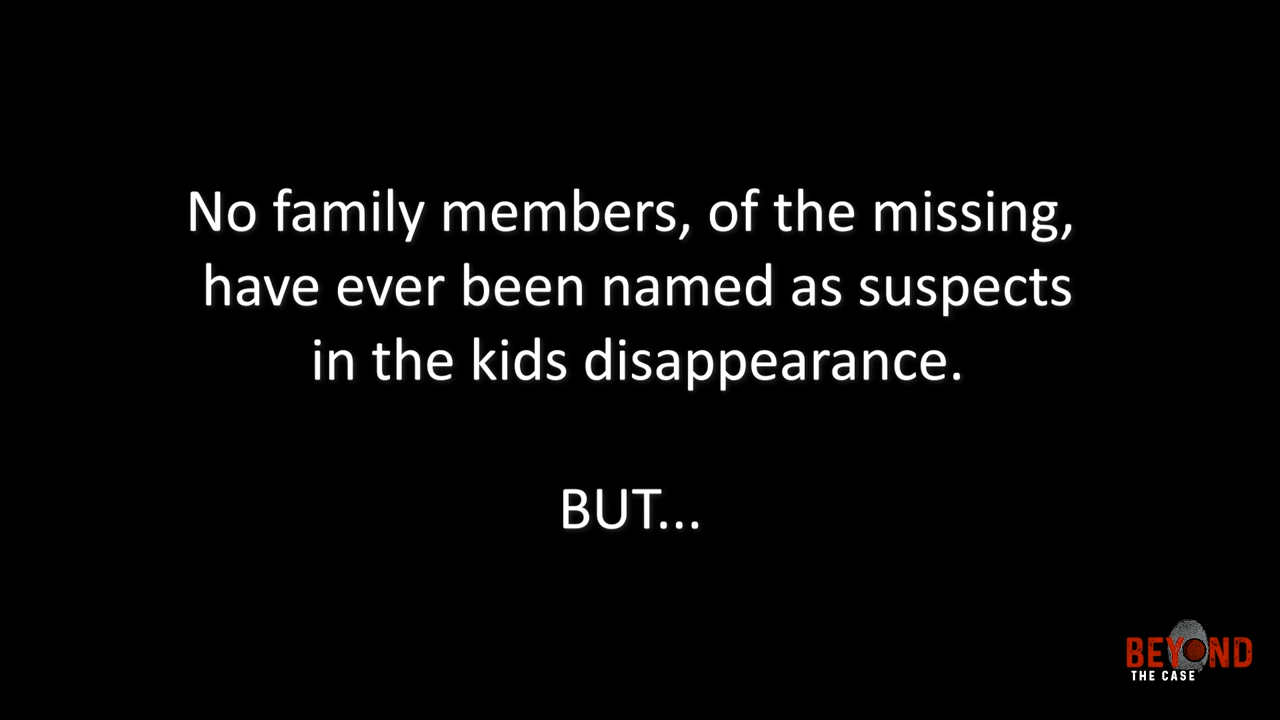 No family members, of the missing,
have ever been named as suspects
in the kids disappearance.
BUT...
BEYOND
THE CASE